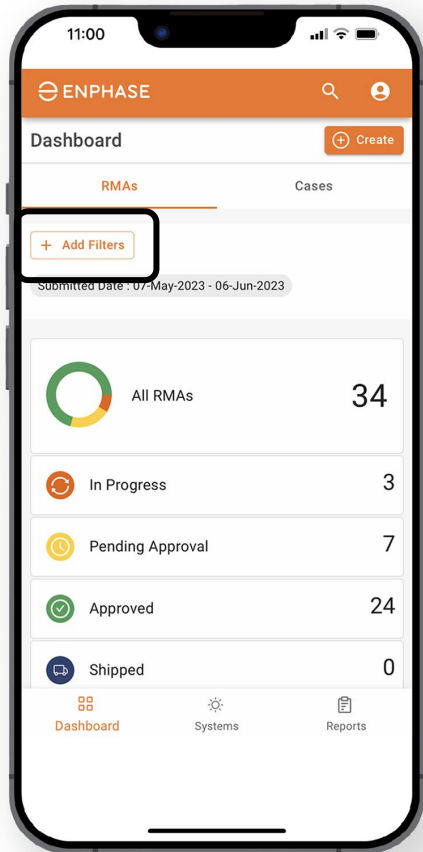 11:00
ENPHASE
Dashboard
Create
RMAs Cases
+ Add Filters
Submitted Date : 07-May-2023 - 06-Jun-2023
All RMAs 34
In Progress 3
Pending Approval 7
Approved 24
Shipped 0
Dashboard Systems Reports